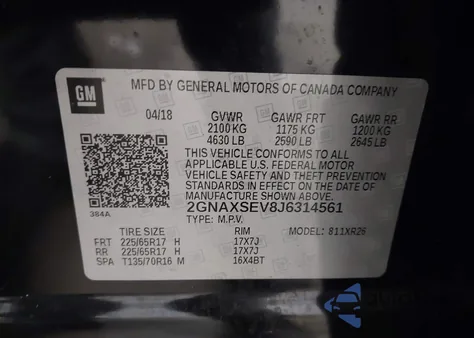 GM
MFD BY GENERAL MOTORS OF CANADA COMPANY
04/18 GVWR GAWR FRT GAWR RR
2100 KG 1175 KG 1200 KG
4630 LB 2590 LB 2645 LB
THIS VEHICLE CONFORMS TO ALL
APPLICABLE U.S. FEDERAL MOTOR
VEHICLE SAFETY AND THEFT
PREVENTION STANDARDS IN EFFECT
ON THE DATE OF
MANUFACTURE SHOWN ABOVE.
384A
2GNAXSEV8J6314561
TYPE: M.P.V. MODEL: 811XR26
TIRE SIZE RIM
FRT 225/65R17 H 17X7J
RR 225/65R17 H 17X7J
SPA T135/70R16 M 16X4BT